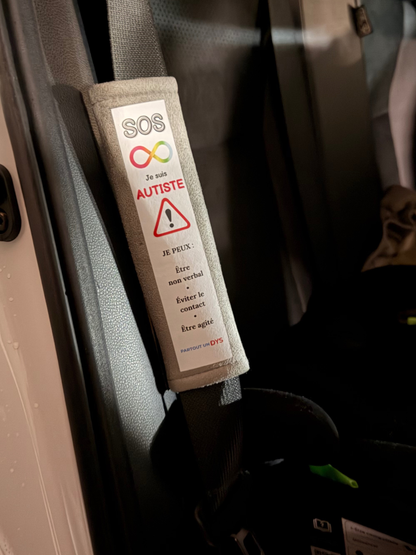 SOS
Je suis
AUTISTE
!
JE PEUX :
Être
non verbal
•
Éviter le
contact
•
Être agité
PARTOUT UN DYS